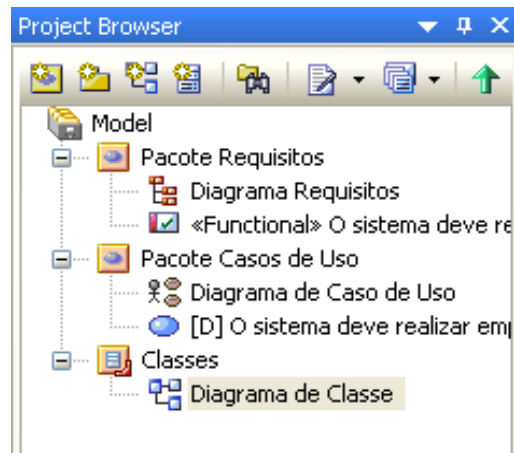 Project Browser
Model
Pacote Requisitos
Diagrama Requisitos
«Functional» O sistema deve re
Pacote Casos de Uso
Diagrama de Caso de Uso
[D] O sistema deve realizar emp
Classes
Diagrama de Classe